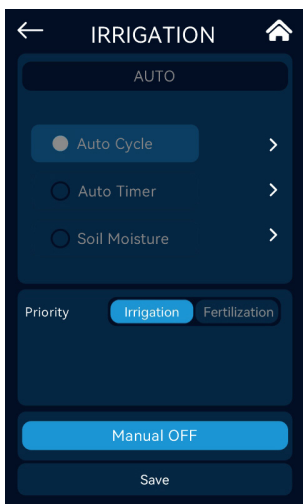 IRRIGATION
AUTO
Auto Cycle
Auto Timer
Soil Moisture
Priority Irrigation Fertilization
Manual OFF
Save